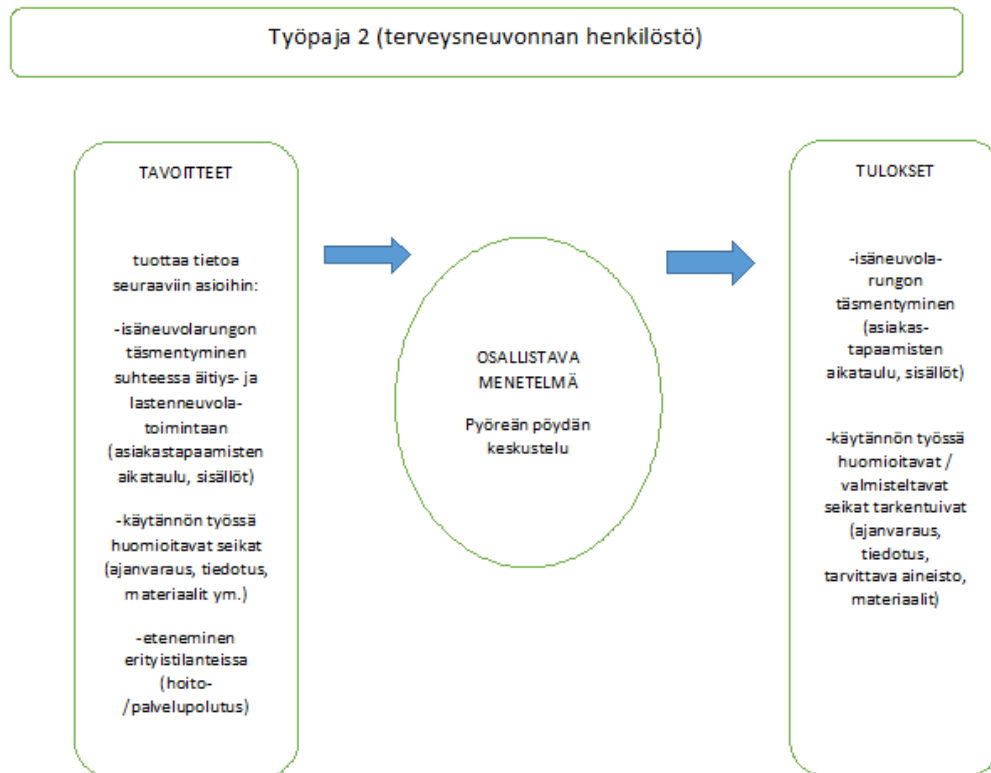 Työpaja 2 (terveysneuvonnan henkilöstö)
TAVOITTEET
tuottaa tietoa
seuraaviin asioihin:
-isäneuvolarungon
täsmentyminen
suhteessa äitiys- ja
lastenneuvola-
toimintaan
(asiakastapaamisten
aikataulu, sisällöt)
-käytännön työssä
huomioitavat seikat
(ajanvaraus, tiedotus,
materiaalit ym.)
-eteneminen
erityistilanteissa
(hoito-
/palvelupolutus)
OSALLISTAVA
MENETELMÄ
Pyöreän pöydän
keskustelu
TULOKSET
-isäneuvola-
rungon
täsmentyminen
(asiakas-
tapaamisten
aikataulu, sisällöt)
-käytännön työssä
huomioitavat /
valmisteltavat
seikat tarkentuivat
(ajanvaraus,
tiedotus,
tarvittava aineisto,
materiaalit)